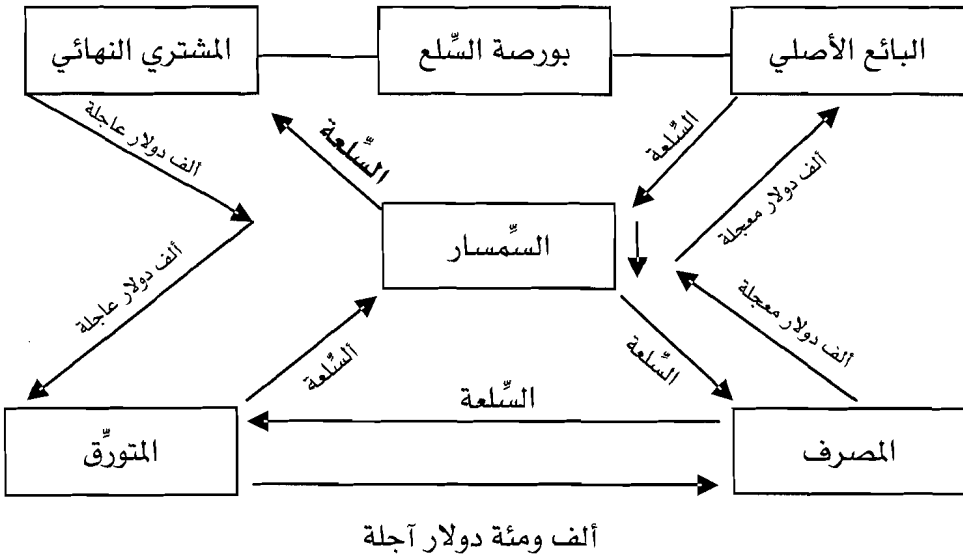 البائع الأصلي
بورصة السِّلع
المشتري النهائي
السِّلعة
ألف دولار معجلة
السِّلعة
ألف دولار عاجلة
السِّمسار
ألف دولار معجلة
السِّلعة
السِّلعة
ألف دولار عاجلة
السِّلعة
المصرف
المتورِّق
ألف ومئة دولار آجلة